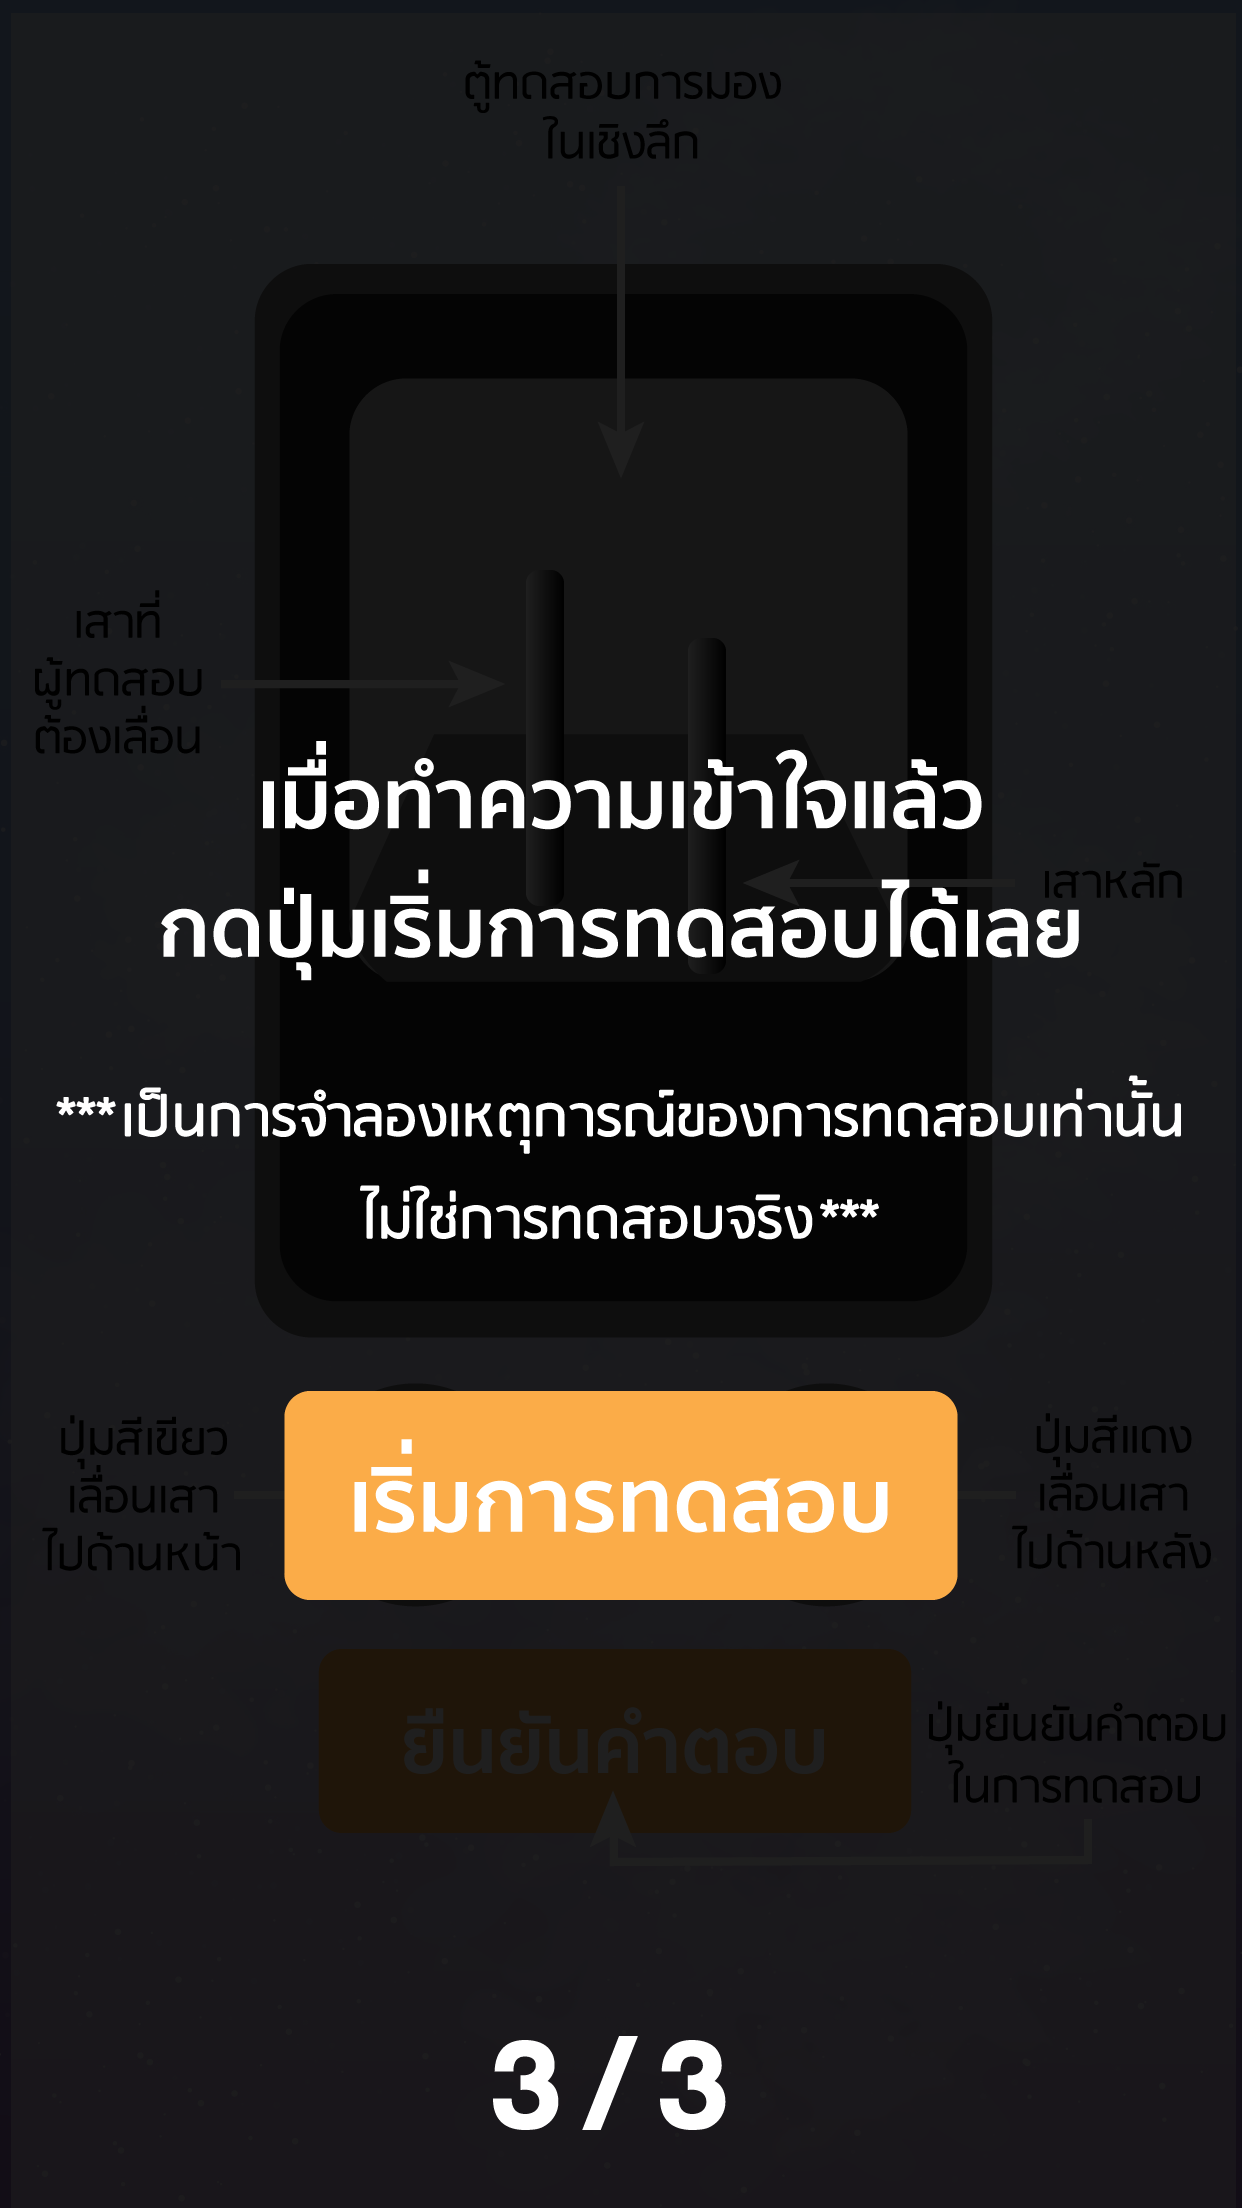 ตู้ทดสอบการมอง
ในเชิงลึก
เสาที่
ผู้ทดสอบ
ต้องเลื่อน
เมื่อทำความเข้าใจแล้ว
เสาหลัก
กดปุ่มเริ่มการทดสอบได้เลย
***เป็นการจำลองเหตุการณ์ของการทดสอบเท่านั้น
ไม่ใช่การทดสอบจริง***
ปุ่มสีเขียว
เลื่อนเสา
ไปด้านหน้า
เริ่มการทดสอบ
ปุ่มสีแดง
เลื่อนเสา
ไปด้านหลัง
ยืนยันคำตอบ
ปุ่มยืนยันคำตอบ
ในการทดสอบ
3/3